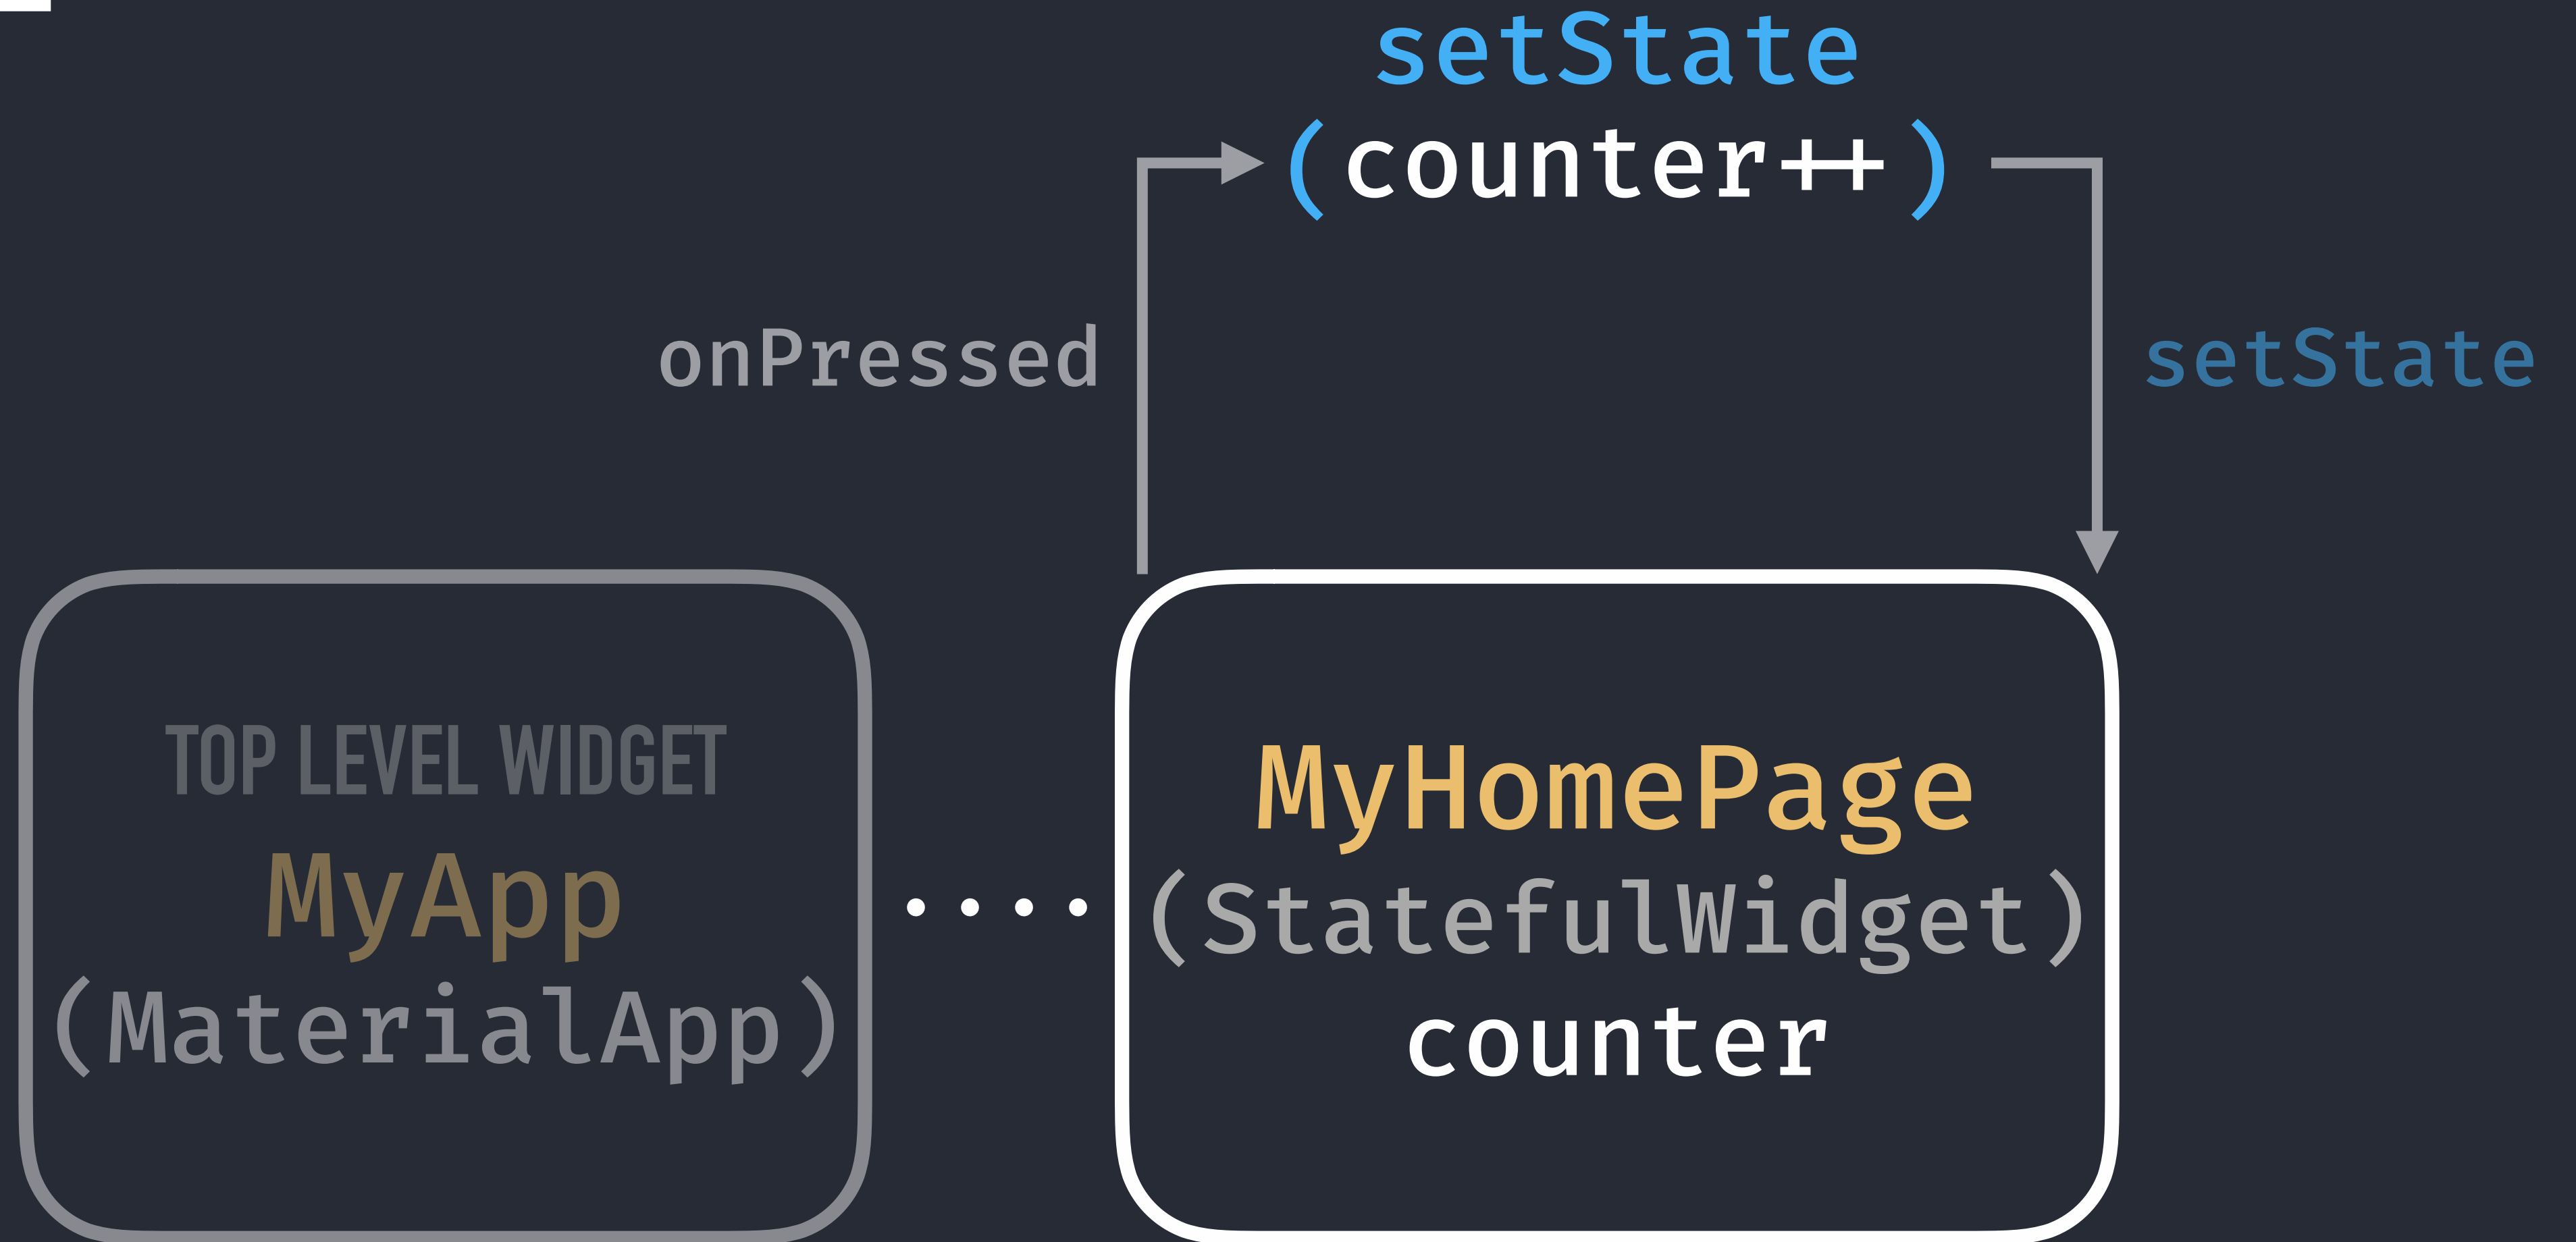 setState
(counter++)
onPressed
setState
TOP LEVEL WIDGET
MyApp
(MaterialApp)
MyHomePage
(StatefulWidget)
counter